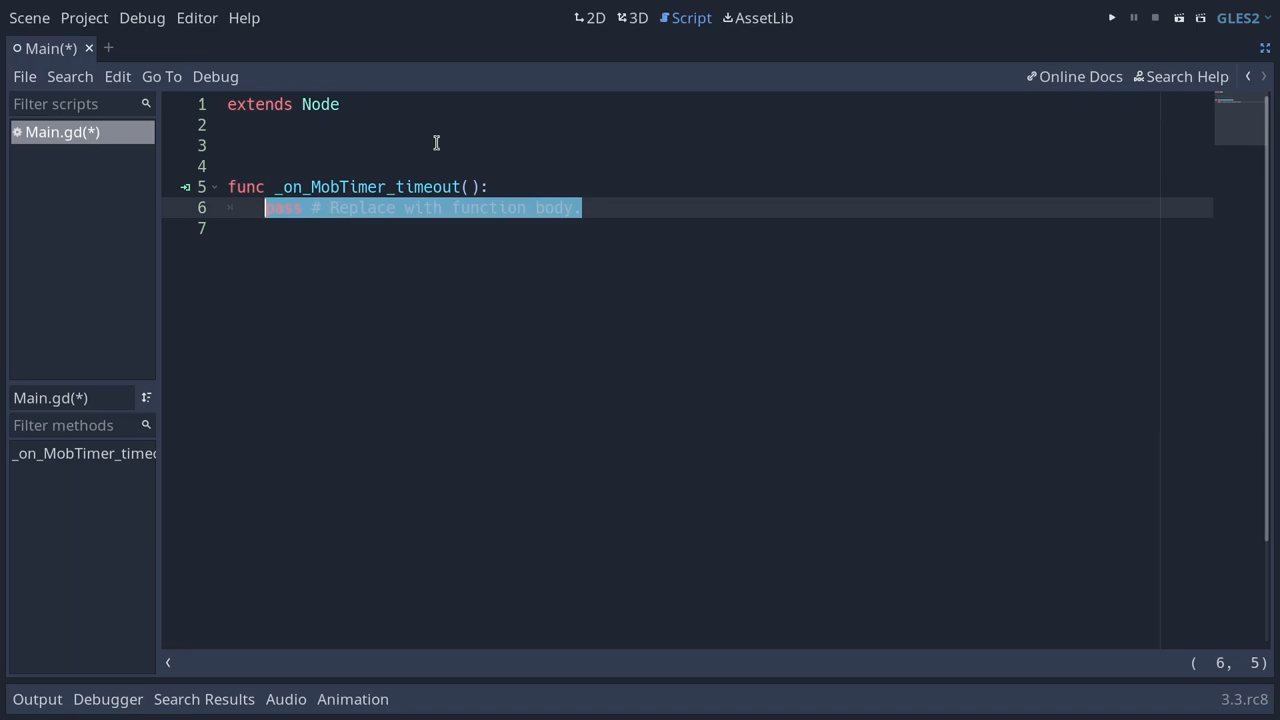 Scene Project Debug Editor Help 2D 3D Script AssetLib GLES2
Main(*)
File Search Edit Go To Debug Online Docs Search Help
Filter scripts
Main.gd(*)
Main.gd(*)
Filter methods
_on_MobTimer_timeo
1 extends Node
2
3
4
5 func _on_MobTimer_timeout():
6 pass # Replace with function body.
7
( 6, 5)
Output Debugger Search Results Audio Animation 3.3.rc8